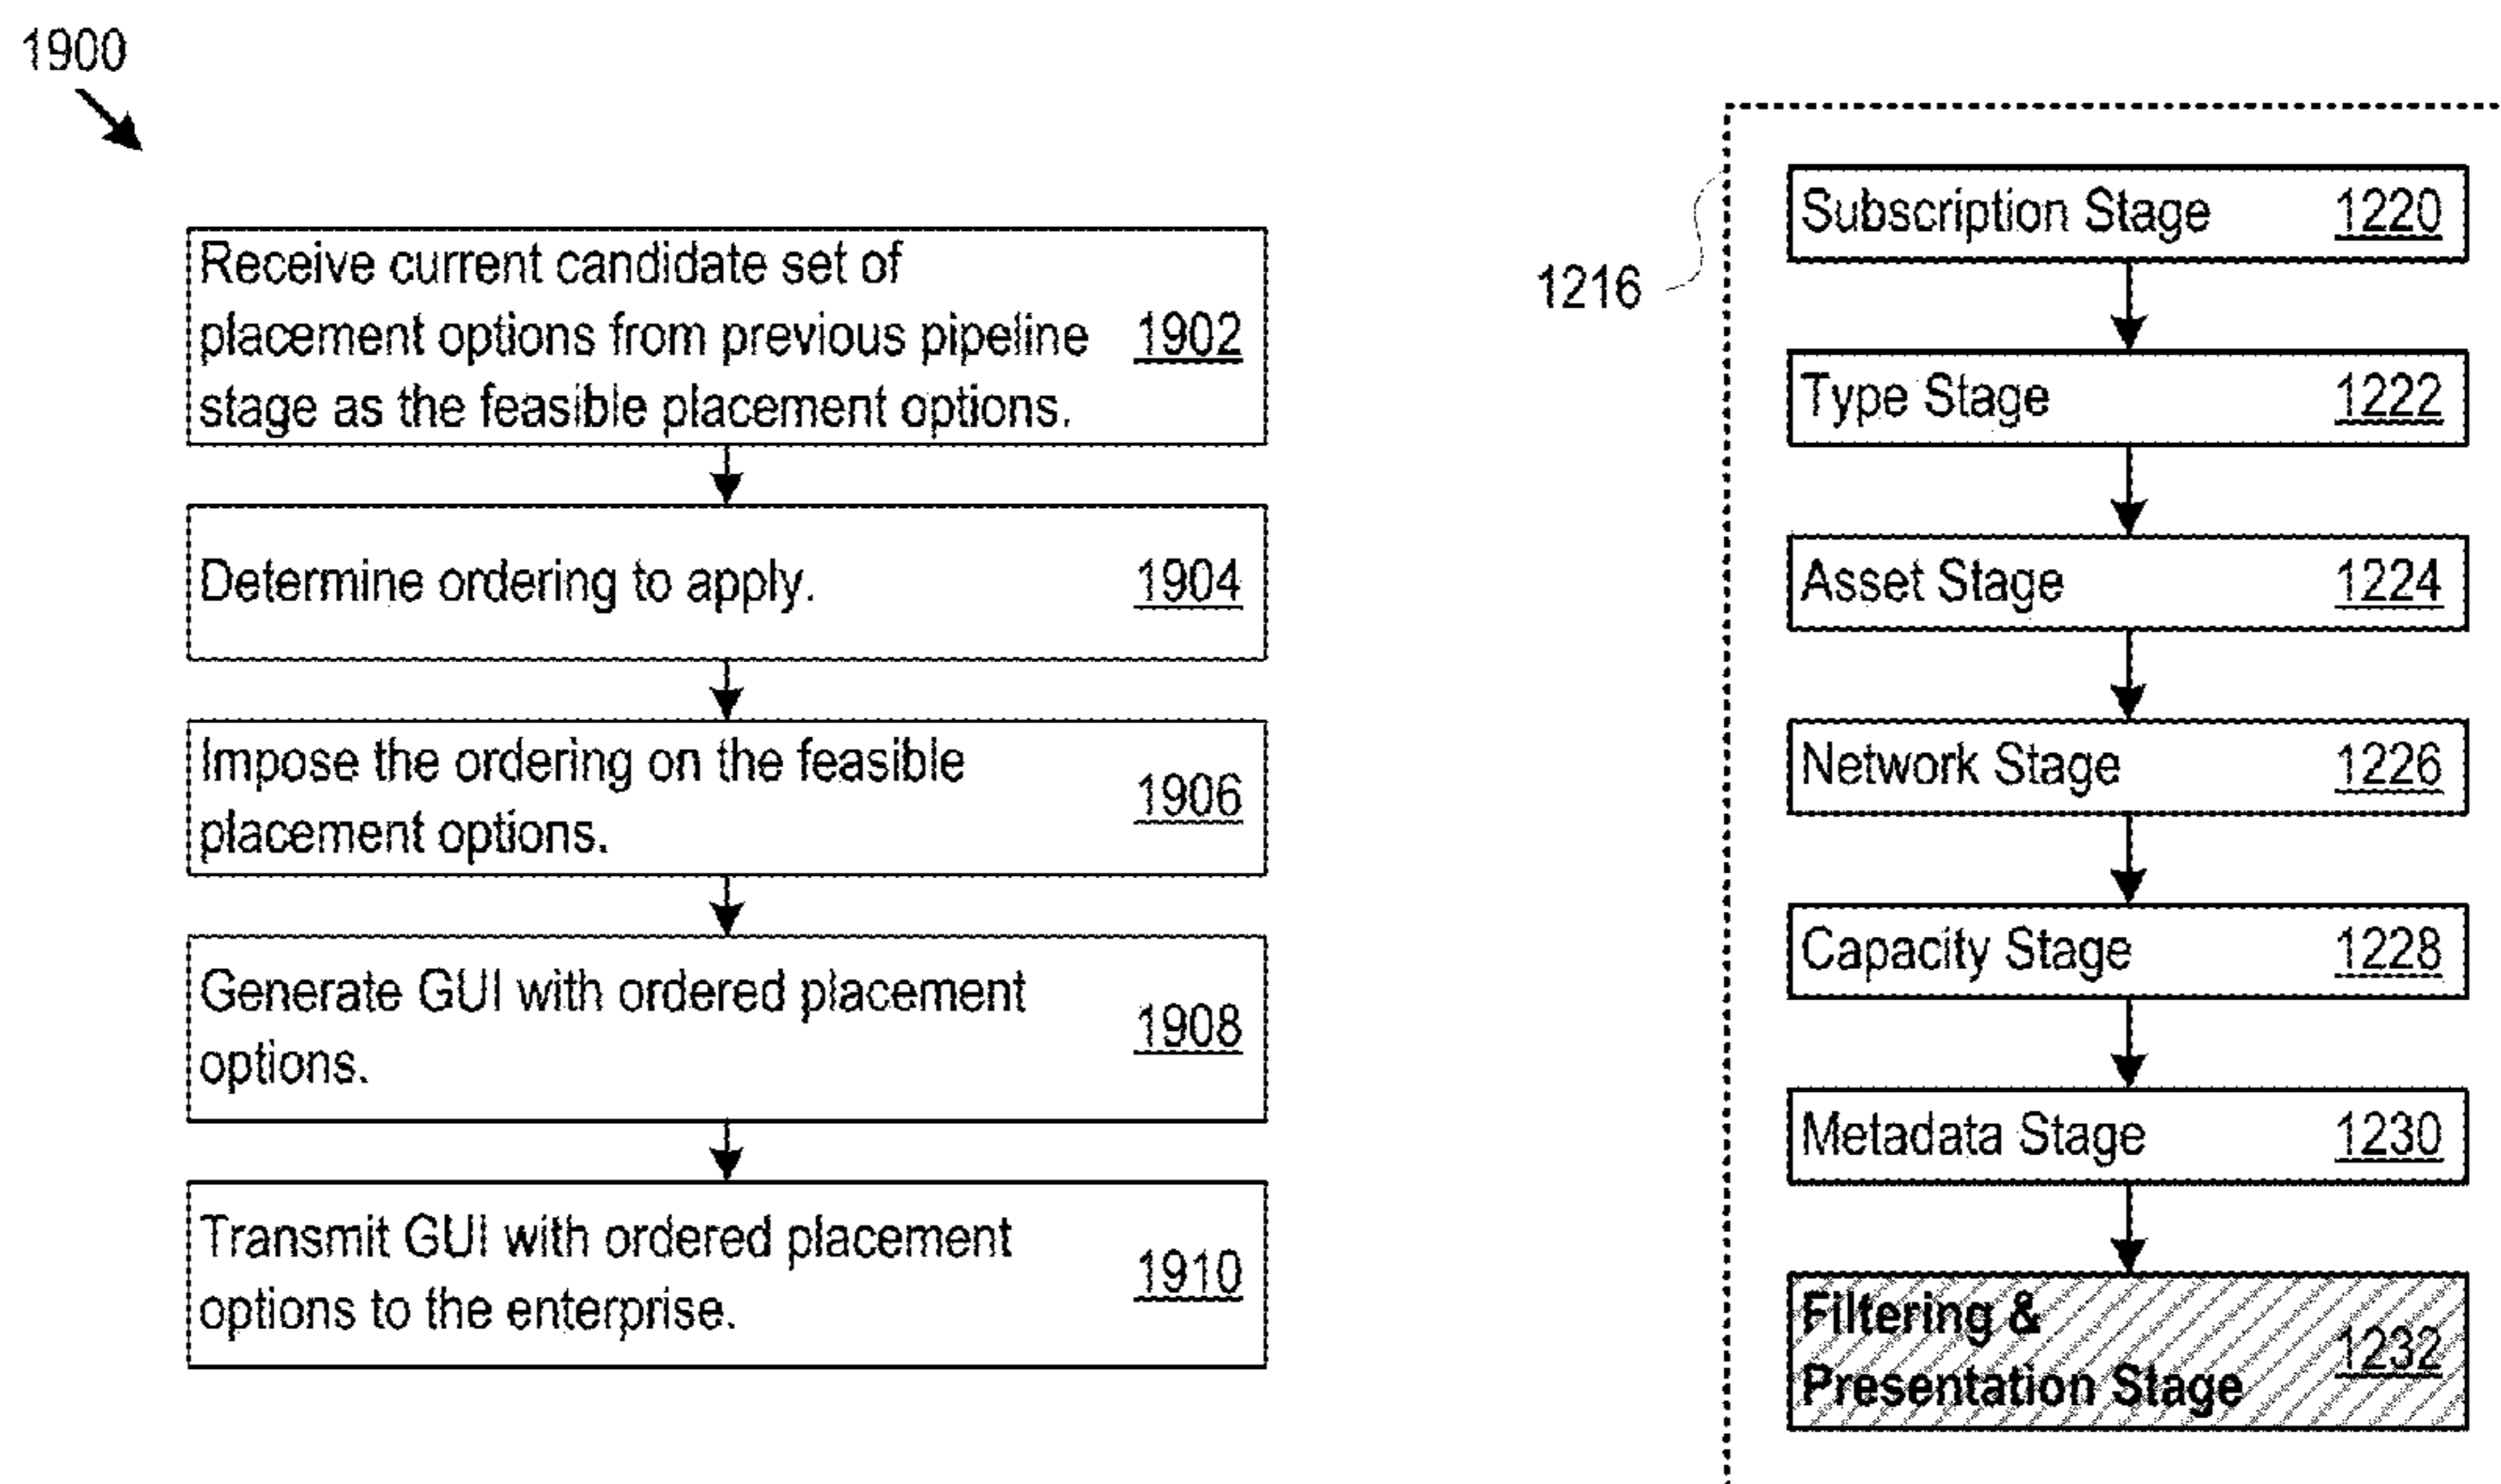 1900
Receive current candidate set of
placement options from previous pipeline 1902
stage as the feasible placement options.
Determine ordering to apply. 1904
Impose the ordering on the feasible
placement options. 1906
Generate GUI with ordered placement
options. 1908
Transmit GUI with ordered placement
options to the enterprise. 1910
1216
Subscription Stage 1220
Type Stage 1222
Asset Stage 1224
Network Stage 1226
Capacity Stage 1228
Metadata Stage 1230
Filtering &
Presentation Stage 1232